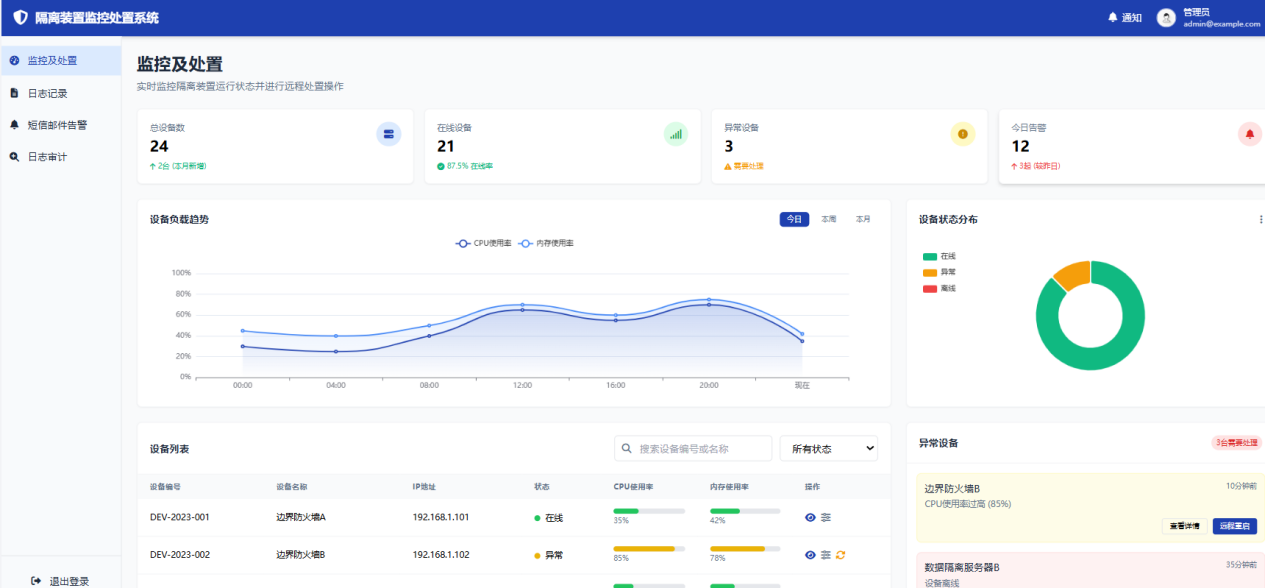 隔离装置监控处置系统
通知
管理员
admin@example.com
监控及处置
日志记录
短信邮件告警
日志审计
退出登录
监控及处置
实时监控隔离装置运行状态并进行远程处置操作
总设备数
24
2台 (本月新增)
在线设备
21
87.5% 在线率
异常设备
3
需要处理
今日告警
12
3起 (较昨日)
设备负载趋势
今日 本周 本月
CPU使用率 内存使用率
100%
80%
60%
40%
20%
0%
00:00 04:00 08:00 12:00 16:00 20:00 现在
设备状态分布
在线
异常
离线
设备列表
搜索设备编号或名称
所有状态
设备编号 设备名称 IP地址 状态 CPU使用率 内存使用率 操作
DEV-2023-001 边界防火墙A 192.168.1.101 在线 35% 42%
DEV-2023-002 边界防火墙B 192.168.1.102 异常 85% 78%
异常设备
3台需要处理
边界防火墙B
10分钟前
CPU使用率过高 (85%)
查看详情 远程重启
数据隔离服务器B
35分钟前
设备离线